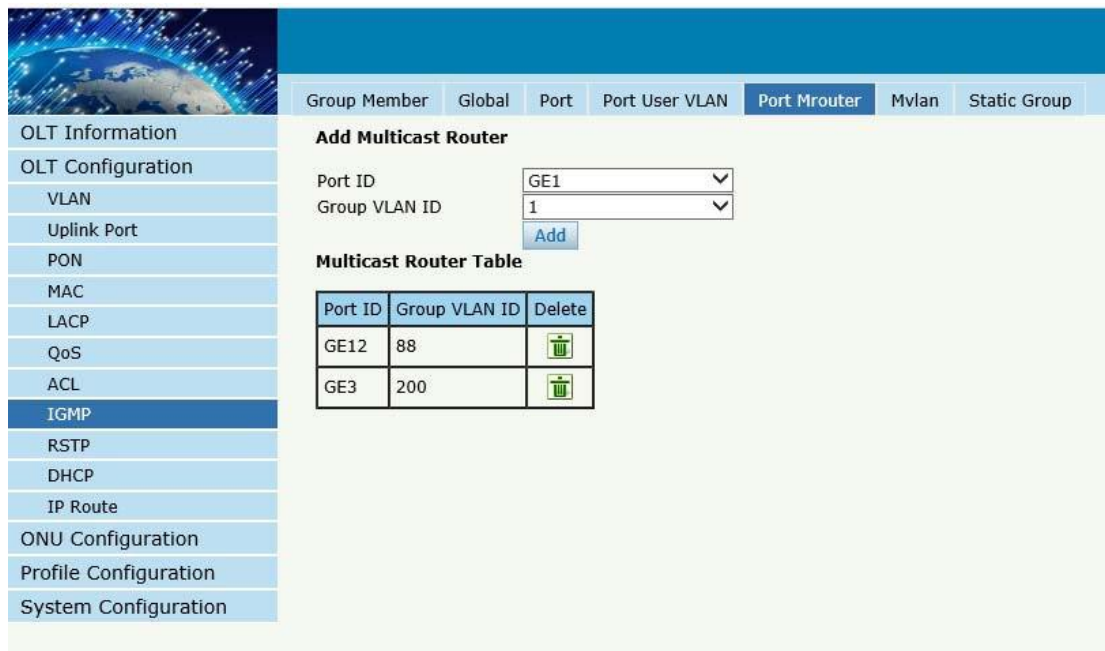 Group Member Global Port Port User VLAN Port Mrouter Mvlan Static Group
OLT Information
OLT Configuration
VLAN
Uplink Port
PON
MAC
LACP
QoS
ACL
IGMP
RSTP
DHCP
IP Route
ONU Configuration
Profile Configuration
System Configuration
Add Multicast Router
Port ID GE1
Group VLAN ID 1
Add
Multicast Router Table
Port ID Group VLAN ID Delete
GE12 88
GE3 200